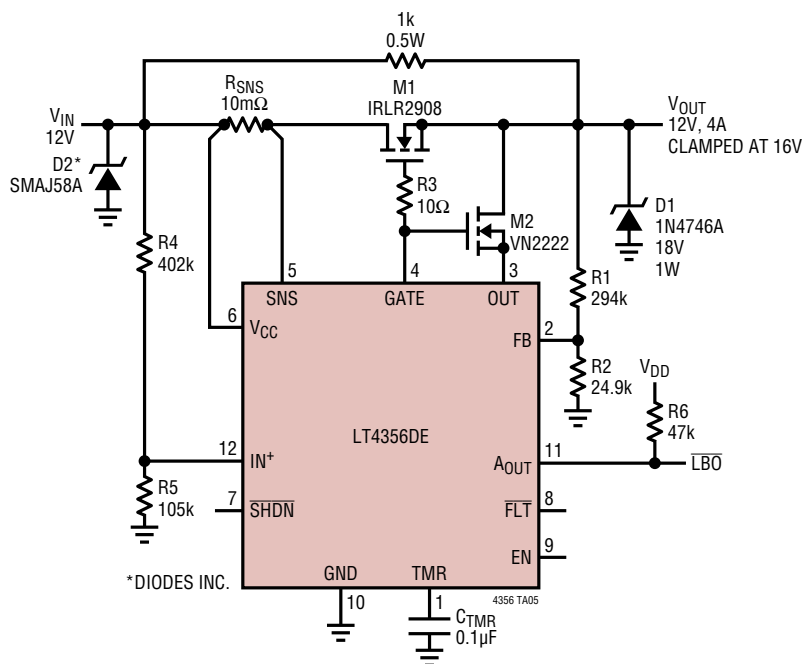 1k
0.5W
RSNS
10mΩ
M1
IRLR2908
VIN
12V
VOUT
12V, 4A
CLAMPED AT 16V
D2*
SMAJ58A
R3
10Ω
M2
VN2222
D1
1N4746A
18V
1W
R4
402k
5
4
3
R1
294k
SNS
GATE
OUT
6
VCC
FB
2
R2
24.9k
VDD
R6
47k
LT4356DE
12
IN+
AOUT
11
LBO
R5
105k
7
SHDN
FLT
8
EN
9
*DIODES INC.
GND
TMR
10
1
4356 TA05
CTMR
0.1µF